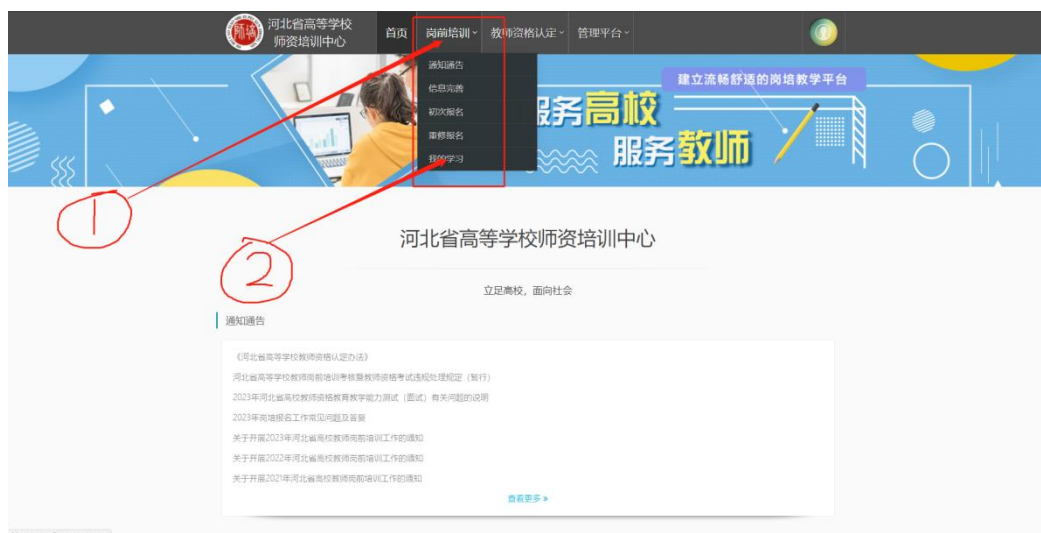 河北省高等学校
师资培训中心
首页 岗前培训 教师资格认定 管理平台
通知通告
信息完善
初次报名
重修报名
我的学习
建立流畅舒适的岗培教学平台
服务高校
服务教师
①
②
河北省高等学校师资培训中心
立足高校，面向社会
通知通告
《河北省高等学校教师资格认定办法》
河北省高等学校教师岗前培训考核暨教师资格考试违规处理规定（暂行）
2023年河北省高校教师资格教育教学能力测试（面试）有关问题的说明
2023年岗培报名工作常见问题及答复
关于开展2023年河北省高校教师岗前培训工作的通知
关于开展2022年河北省高校教师岗前培训工作的通知
关于开展2021年河北省高校教师岗前培训工作的通知
查看更多 »